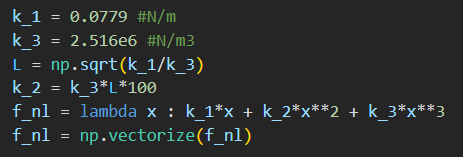 k_1 = 0.0779 #N/m
k_3 = 2.516e6 #N/m3
L = np.sqrt(k_1/k_3)
k_2 = k_3*L*100
f_nl = lambda x : k_1*x + k_2*x**2 + k_3*x**3
f_nl = np.vectorize(f_nl)